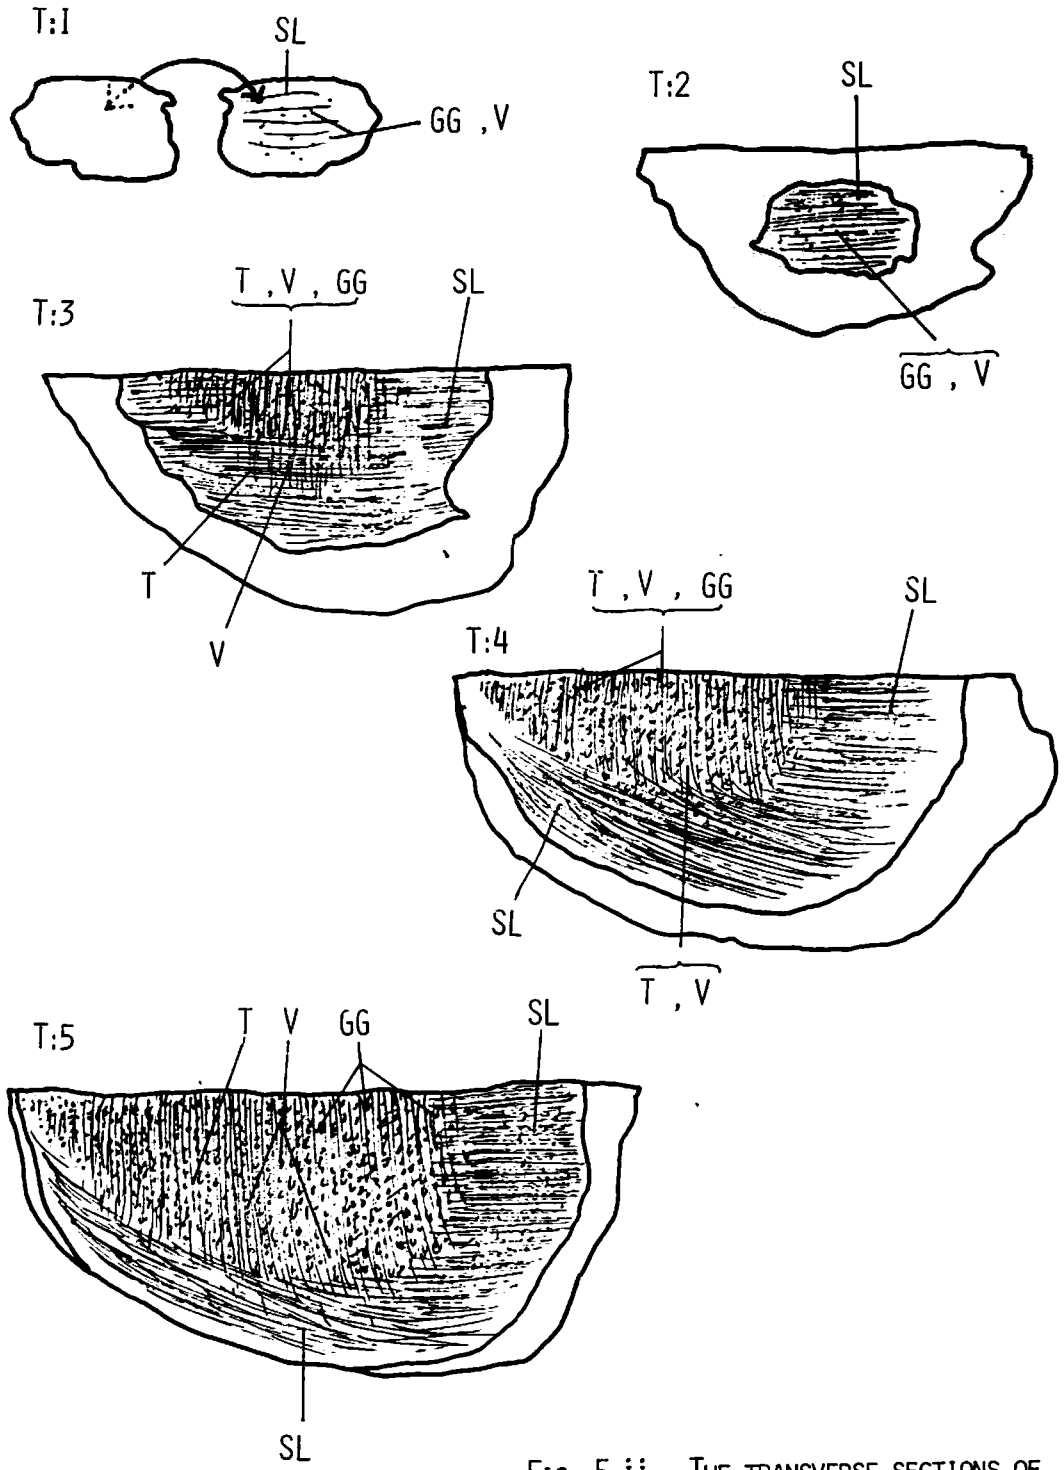 T:I
SL
GG , V
T:2
SL
GG , V
T:3
T , V , GG
SL
T
V
T:4
T , V , GG
SL
SL
T , V
T:5
T V GG SL
SL
Fig. 5.ii. THE TRANSVERSE SECTIONS OF